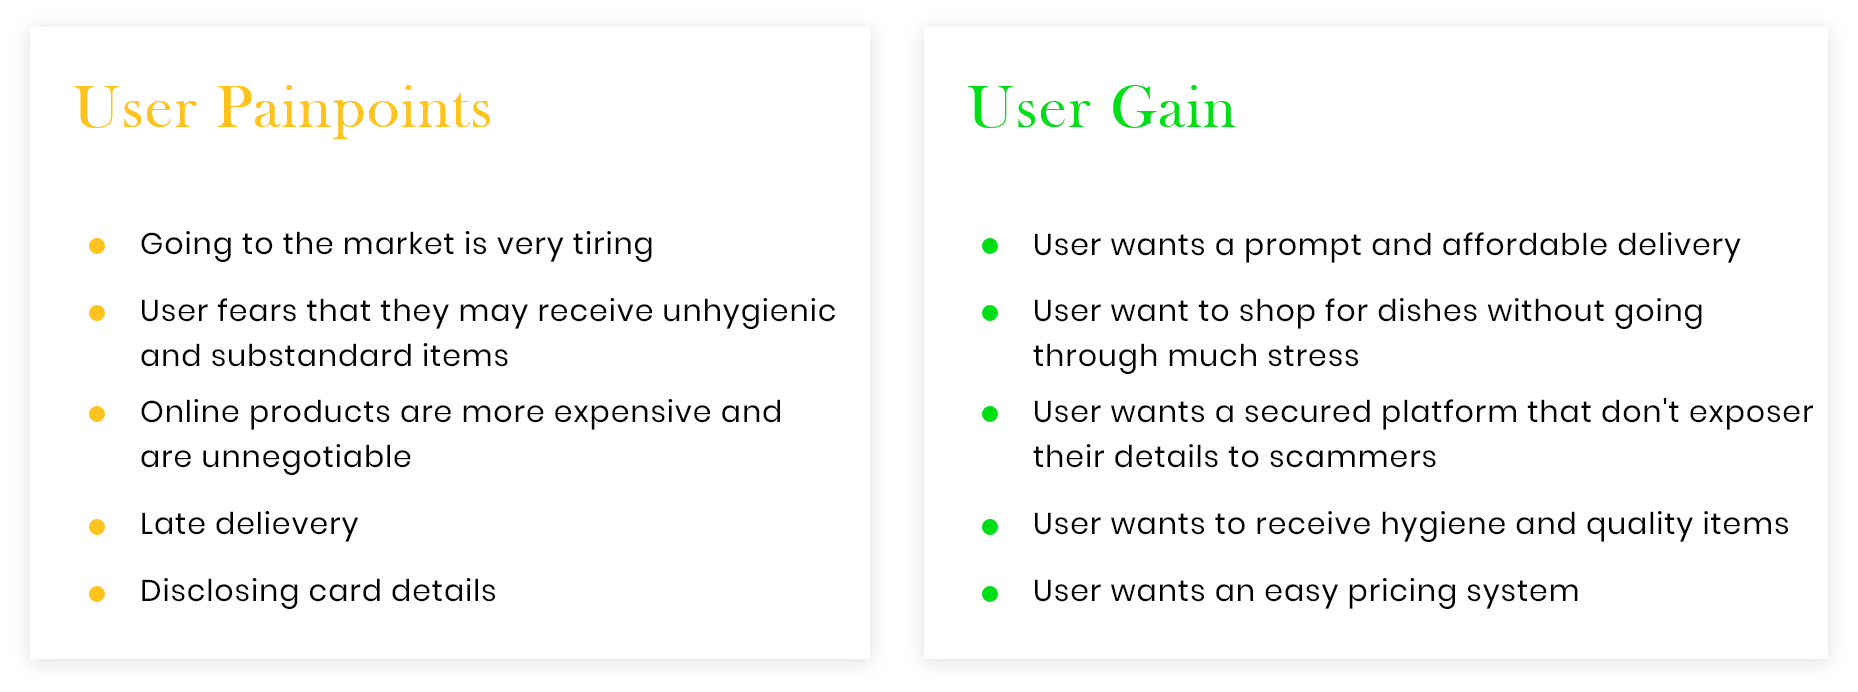 User Painpoints
Going to the market is very tiring
User fears that they may receive unhygienic
and substandard items
Online products are more expensive and
are unnegotiable
Late delievery
Disclosing card details
User Gain
User wants a prompt and affordable delivery
User want to shop for dishes without going
through much stress
User wants a secured platform that don't exposer
their details to scammers
User wants to receive hygiene and quality items
User wants an easy pricing system